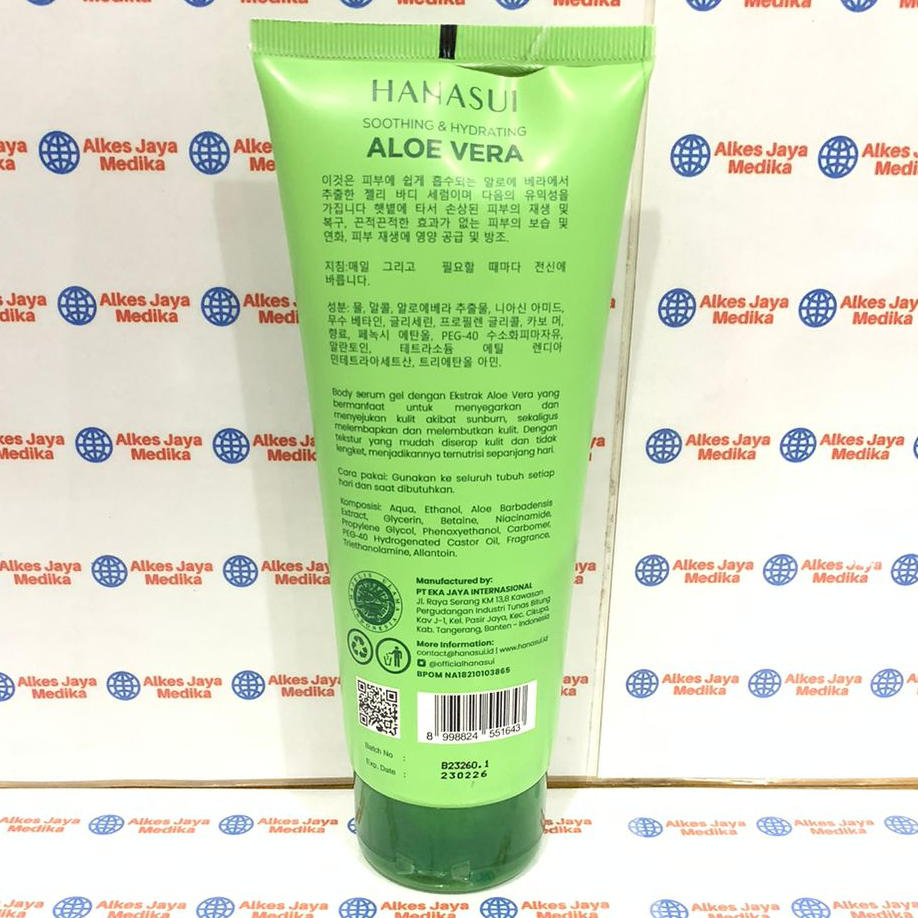 HANASUI
SOOTHING & HYDRATING
ALOE VERA
이것은 피부에 쉽게 흡수되는 알로에 베라에서
추출한 젤리 바디 세럼이며 다음의 유익성을
가집니다 햇볕에 타서 손상된 피부의 재생 및
복구, 끈적끈적한 효과가 없는 피부의 보습 및
연화, 피부 재생에 영양 공급 및 방조.
지침:매일 그리고 필요할 때마다 전신에
바릅니다.
성분: 물, 알콜, 알로에베라 추출물, 니아신 아미드,
무수 베타인, 글리세린, 프로필렌 글리콜, 카보 머,
향료, 페녹시 에탄올, PEG-40 수소화피마자유,
알란토인, 테트라소듐 에틸 렌디아
민테트라아세트산, 트리에탄올 아민.
Body serum gel dengan Ekstrak Aloe Vera yang
bermanfaat untuk menyegarkan dan
menyejukan kulit akibat sunburn, sekaligus
melembapkan dan melembutkan kulit. Dengan
tekstur yang mudah diserap kulit dan tidak
lengket, menjadikannya ternutrisi sepanjang hari.
Cara pakai: Gunakan ke seluruh tubuh setiap
hari dan saat dibutuhkan.
Komposisi: Aqua, Ethanol, Aloe Barbadensis
Extract, Glycerin, Betaine, Niacinamide,
Propylene Glycol, Phenoxyethanol, Carbomer,
PEG-40 Hydrogenated Castor Oil, Fragrance,
Triethanolamine, Allantoin.
MAJELIS ULAMA INDONESIA
Manufactured by:
PT EKA JAYA INTERNASIONAL
Jl. Raya Serang KM 13,8 Kawasan
Pergudangan Industri Tunas Bitung
Kav J-1, Kel. Pasir Jaya, Kec. Cikupa,
Kab. Tangerang, Banten - Indonesia
More Information:
contact@hanasui.id | www.hanasui.id
@officialhanasui
BPOM NA18210103865
8 998824 551643
Batch No :
B23260.1
Exp. Date :
230226
Alkes Jaya
Medika